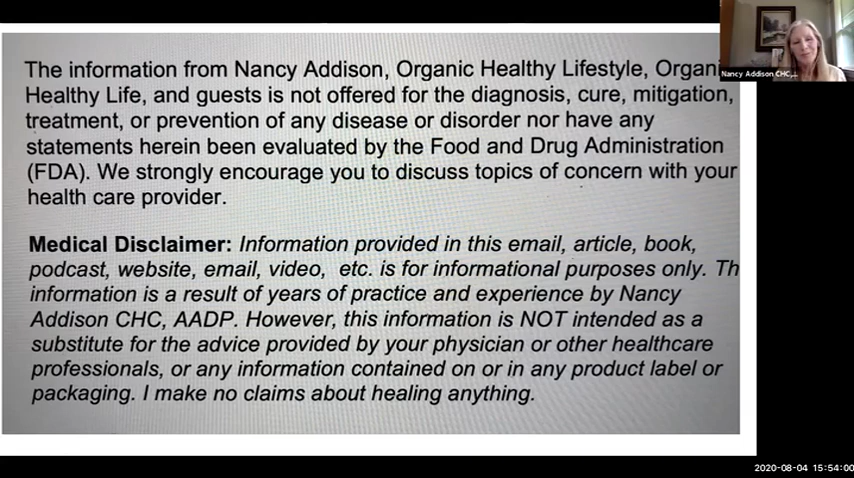 The information from Nancy Addison, Organic Healthy Lifestyle, Organi
Healthy Life, and guests is not offered for the diagnosis, cure, mitigation,
treatment, or prevention of any disease or disorder nor have any
statements herein been evaluated by the Food and Drug Administration
(FDA). We strongly encourage you to discuss topics of concern with your
health care provider.
Medical Disclaimer: Information provided in this email, article, book,
podcast, website, email, video, etc. is for informational purposes only. Th
information is a result of years of practice and experience by Nancy
Addison CHC, AADP. However, this information is NOT intended as a
substitute for the advice provided by your physician or other healthcare
professionals, or any information contained on or in any product label or
packaging. I make no claims about healing anything.
Nancy Addison CHC,...
2020-08-04 15:54:00